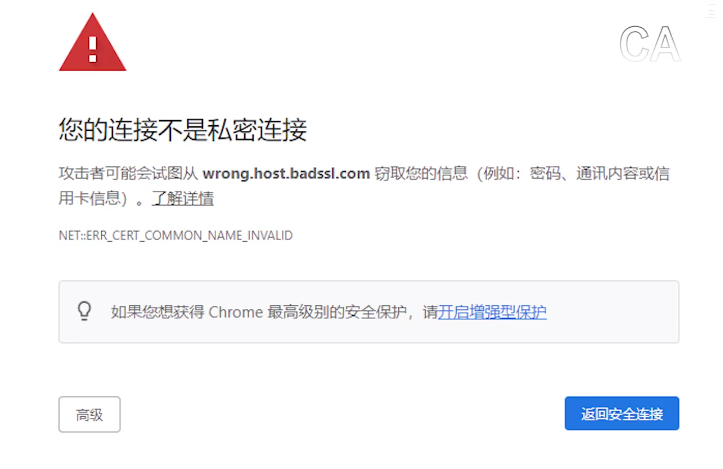 CA
您的连接不是私密连接
攻击者可能会试图从 wrong.host.badssl.com 窃取您的信息（例如：密码、通讯内容或信
用卡信息）。了解详情
NET::ERR_CERT_COMMON_NAME_INVALID
如果您想获得 Chrome 最高级别的安全保护，请开启增强型保护
高级
返回安全连接